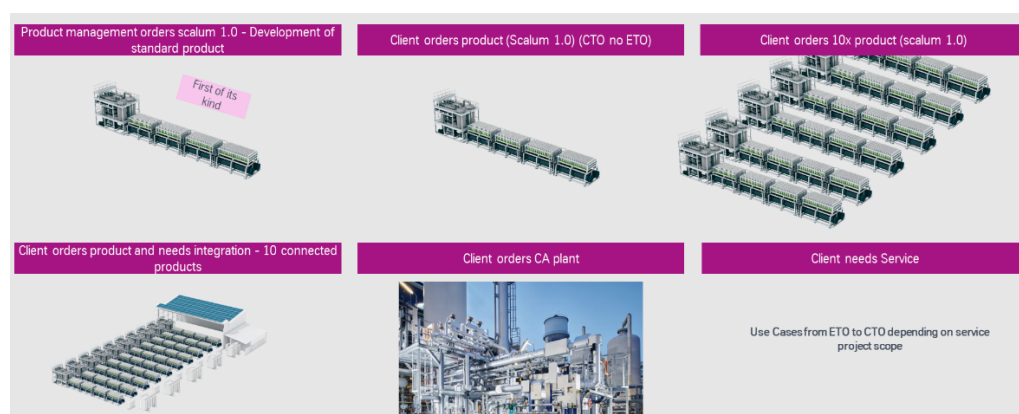 Product management orders scalum 1.0 - Development of
standard product
Client orders product (Scalum 1.0) (CTO no ETO)
Client orders 10x product (scalum 1.0)
First of its
kind
Client orders product and needs integration - 10 connected
products
Client orders CA plant
Client needs Service
Use Cases from ETO to CTO depending on service
project scope